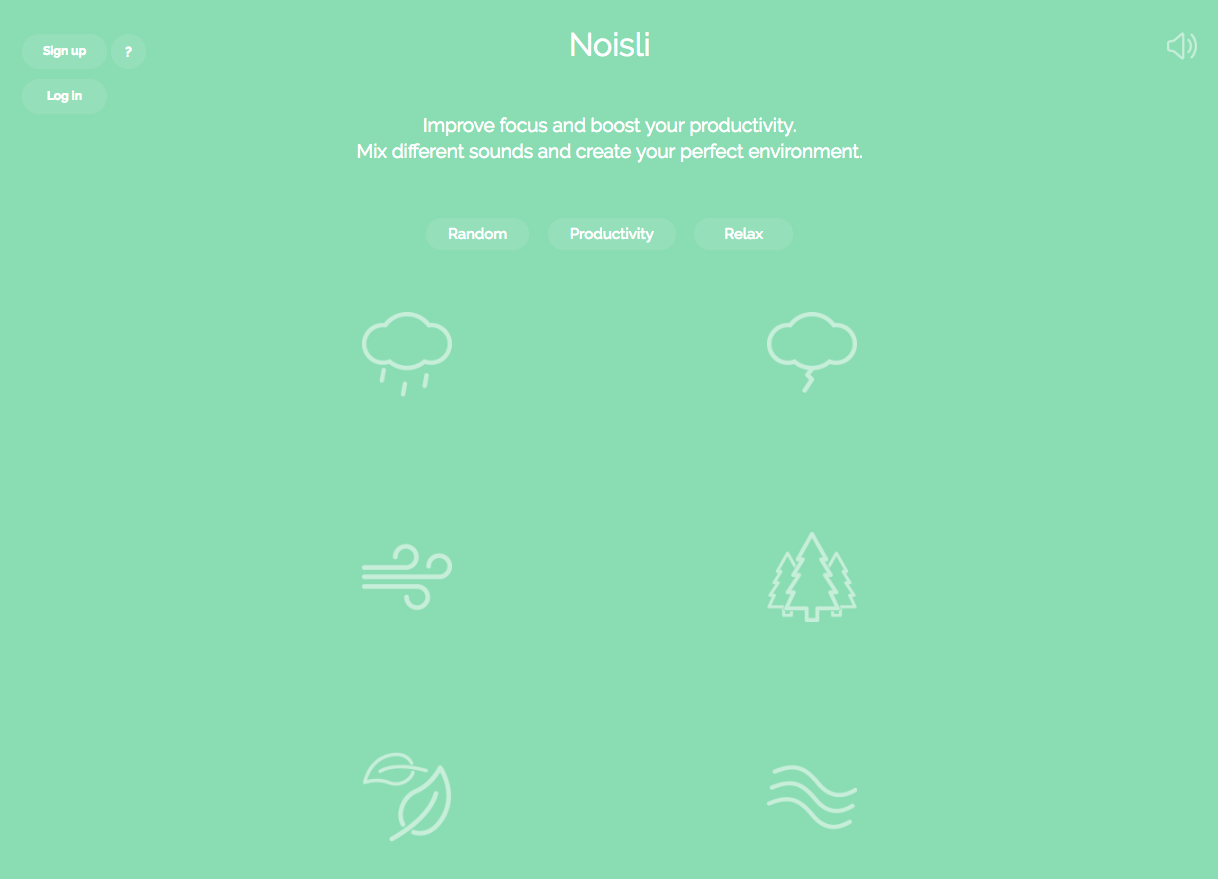 Noisli
Sign up
?
Log in
Improve focus and boost your productivity.
Mix different sounds and create your perfect environment.
Random
Productivity
Relax